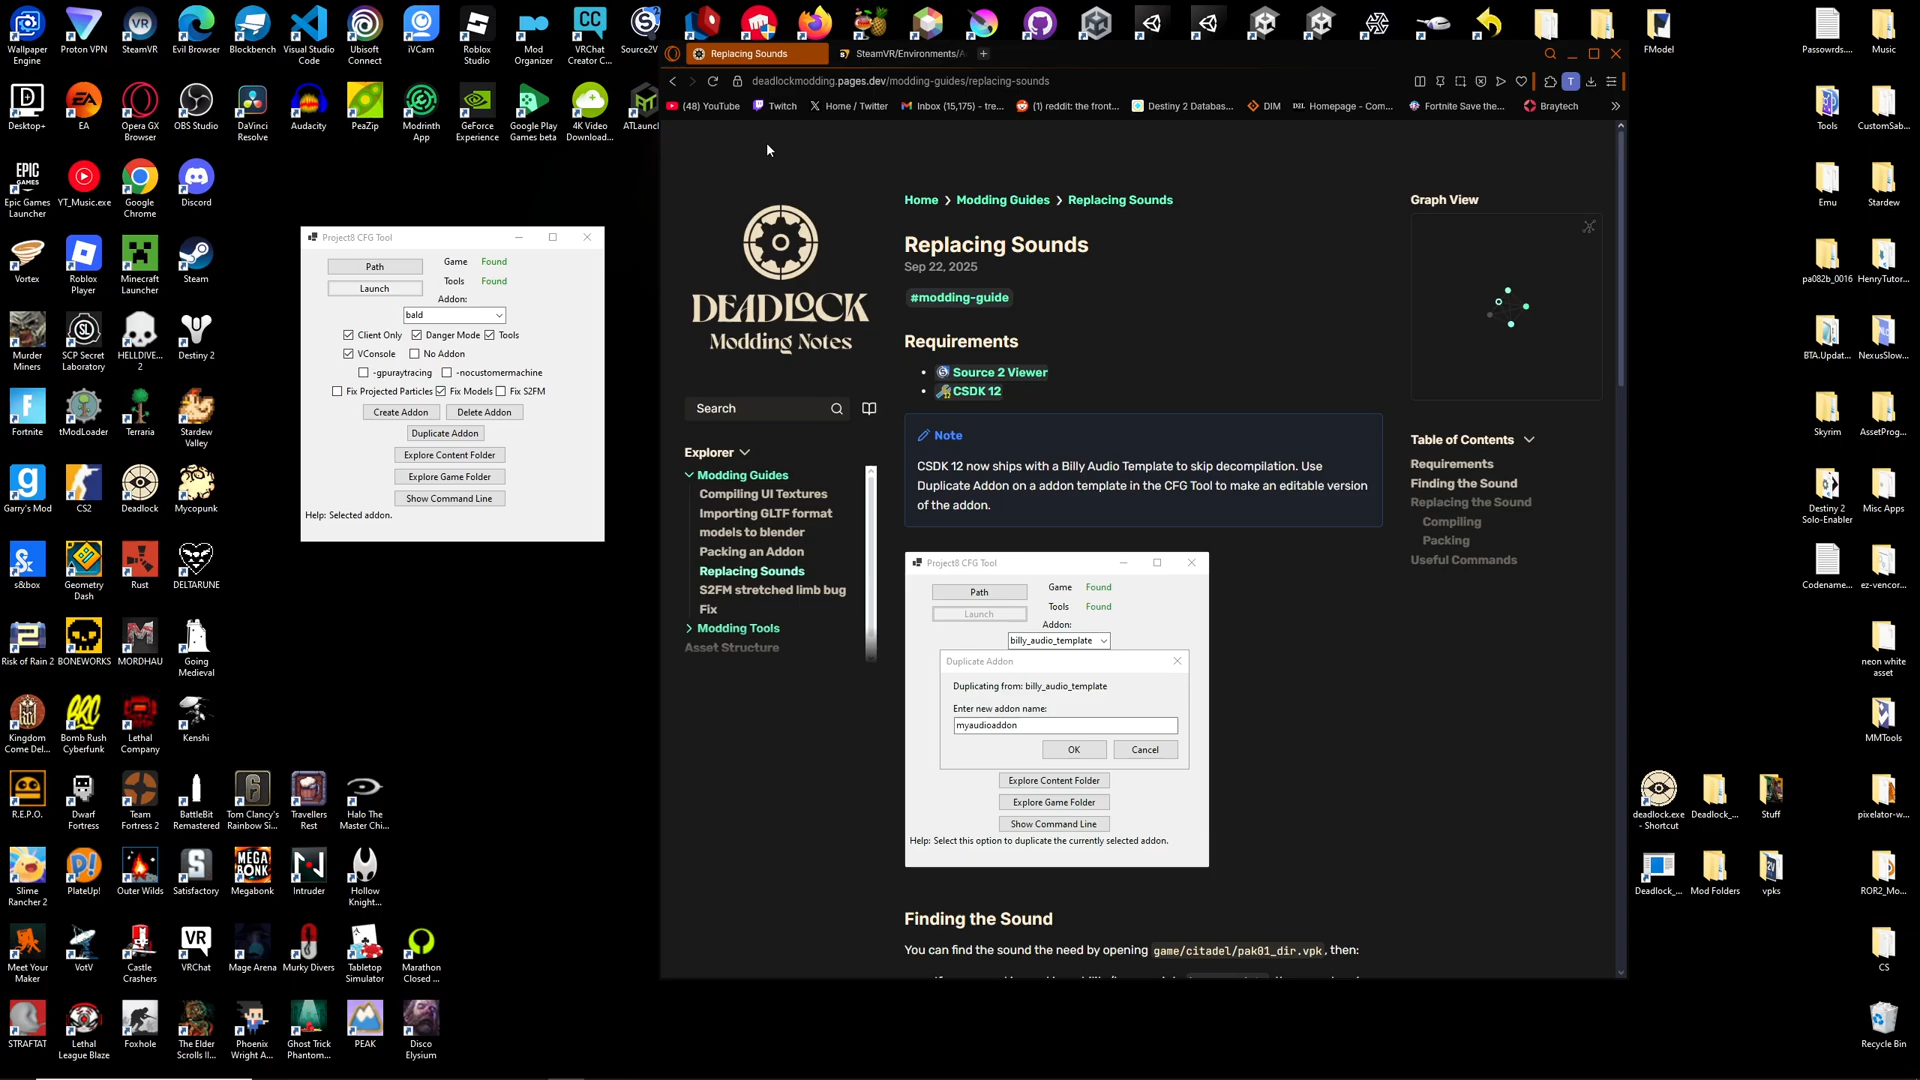 Wallpaper Engine
Proton VPN
SteamVR
Evil Browser
Blockbench
Visual Studio Code
Ubisoft Connect
iVCam
Roblox Studio
Mod Organizer
VRChat Creator C...
Source2V
FModel
Passowrds....
Music
Desktop+
EA
Opera GX Browser
OBS Studio
DaVinci Resolve
Audacity
PeaZip
Modrinth App
GeForce Experience
Google Play Games beta
4K Video Download...
ATLaunch
Tools
CustomSab...
Epic Games Launcher
YT_Music.exe
Google Chrome
Discord
Emu
Stardew
Vortex
Roblox Player
Minecraft Launcher
Steam
pa082b_0016
HenryTutor...
Murder Miners
SCP Secret Laboratory
HELLDIVE... 2
Destiny 2
BTA.Updat...
NexusSlow...
Fortnite
tModLoader
Terraria
Stardew Valley
Skyrim
AssetProg...
Garry's Mod
CS2
Deadlock
Mycopunk
Destiny 2 Solo-Enabler
Misc Apps
s&box
Geometry Dash
Rust
DELTARUNE
Codename...
ez-vencor...
Risk of Rain 2
BONEWORKS
MORDHAU
Going Medieval
neon white asset
Kingdom Come Del...
Bomb Rush Cyberfunk
Lethal Company
Kenshi
MMTools
R.E.P.O.
Dwarf Fortress
Team Fortress 2
BattleBit Remastered
Tom Clancy's Rainbow Si...
Travellers Rest
Halo The Master Chi...
deadlock.exe - Shortcut
Deadlock_...
Stuff
pixelator-w...
Slime Rancher 2
PlateUp!
Outer Wilds
Satisfactory
Megabonk
Intruder
Hollow Knight...
Deadlock_...
Mod Folders
vpks
ROR2_Mo...
Meet Your Maker
VotV
Castle Crashers
VRChat
Mage Arena
Murky Divers
Tabletop Simulator
Marathon Closed ...
CS
STRAFTAT
Lethal League Blaze
Foxhole
The Elder Scrolls II...
Phoenix Wright A...
Ghost Trick Phantom...
PEAK
Disco Elysium
Recycle Bin
Project8 CFG Tool
Path
Game Found
Launch
Tools Found
Addon:
bald
Client Only Danger Mode Tools
VConsole No Addon
-gpuraytracing -nocustomermachine
Fix Projected Particles Fix Models Fix S2FM
Create Addon Delete Addon
Duplicate Addon
Explore Content Folder
Explore Game Folder
Show Command Line
Help: Selected addon.
Replacing Sounds
SteamVR/Environments/A
deadlockmodding.pages.dev/modding-guides/replacing-sounds
(48) YouTube
Twitch
Home / Twitter
Inbox (15,175) - tre...
(1) reddit: the front...
Destiny 2 Databas...
DIM
Homepage - Com...
Fortnite Save the...
Braytech
DEADLOCK
Modding Notes
Search
Explorer
Modding Guides
Compiling UI Textures
Importing GLTF format
models to blender
Packing an Addon
Replacing Sounds
S2FM stretched limb bug
Fix
Modding Tools
Asset Structure
Home Modding Guides Replacing Sounds
Replacing Sounds
Sep 22, 2025
#modding-guide
Requirements
Source 2 Viewer
CSDK 12
Note
CSDK 12 now ships with a Billy Audio Template to skip decompilation. Use
Duplicate Addon on a addon template in the CFG Tool to make an editable version
of the addon.
Project8 CFG Tool
Path
Game Found
Launch
Tools Found
Addon:
billy_audio_template
Duplicate Addon
Duplicating from: billy_audio_template
Enter new addon name:
myaudioaddon
OK Cancel
Explore Content Folder
Explore Game Folder
Show Command Line
Help: Select this option to duplicate the currently selected addon.
Finding the Sound
You can find the sound the need by opening game/citadel/pak01_dir.vpk, then:
Graph View
Table of Contents
Requirements
Finding the Sound
Replacing the Sound
Compiling
Packing
Useful Commands